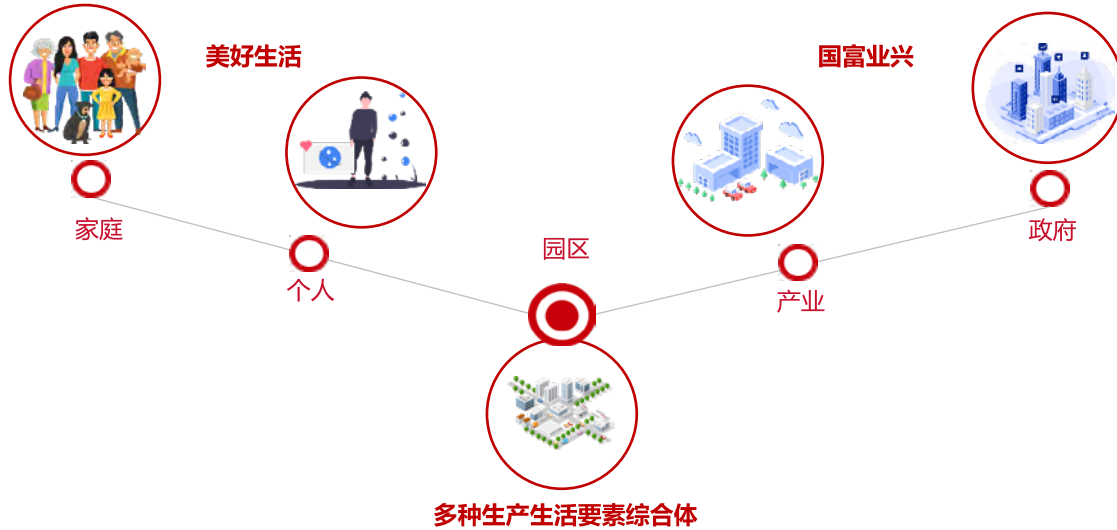 美好生活
国富业兴
家庭
个人
园区
产业
政府
多种生产生活要素综合体